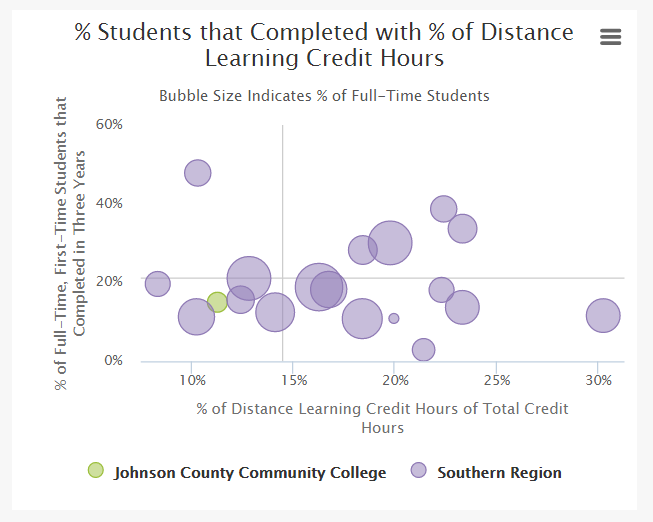 % Students that Completed with % of Distance
Learning Credit Hours
Bubble Size Indicates % of Full-Time Students
% of Full-Time, First-Time Students that
Completed in Three Years
60%
40%
20%
0%
10%
15%
20%
25%
30%
% of Distance Learning Credit Hours of Total Credit
Hours
Johnson County Community College
Southern Region